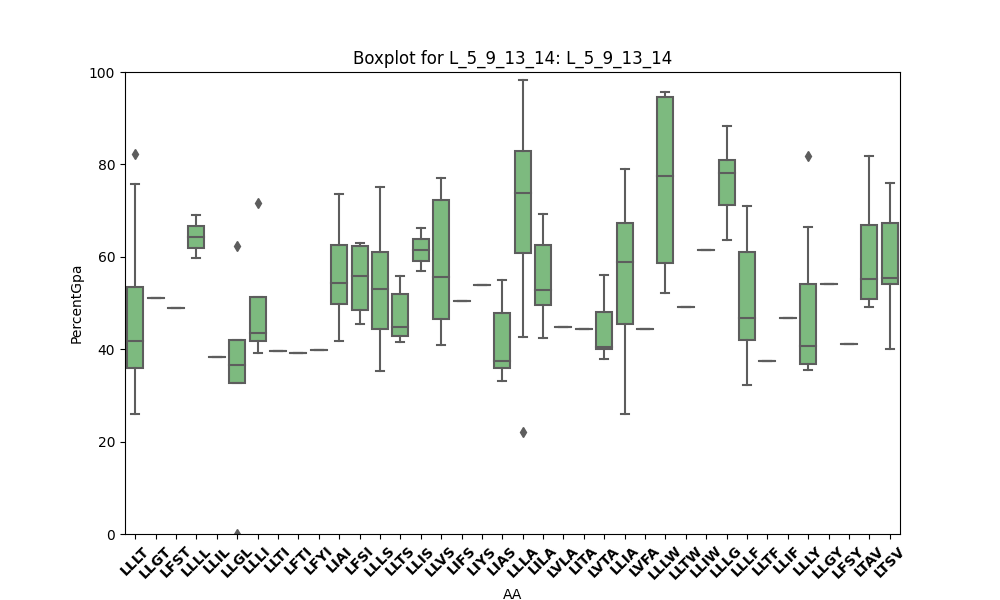 Boxplot for L_5_9_13_14: L_5_9_13_14
100
80
60
40
20
0
PercentGpa
LLLT LLGT LFST LLLL LLIL LLGL LLLI LLTI LFTI LFYI LIAI LFSI LLLS LLTS LLIS LLVS LIFS LIYS LIAS LLLA LILA LVLA LITA LVTA LLIA LVFA LLLW LLTW LLIW LLLG LLLF LLTF LLIF LLLY LLGY LFSY LTAV LTSV
AA